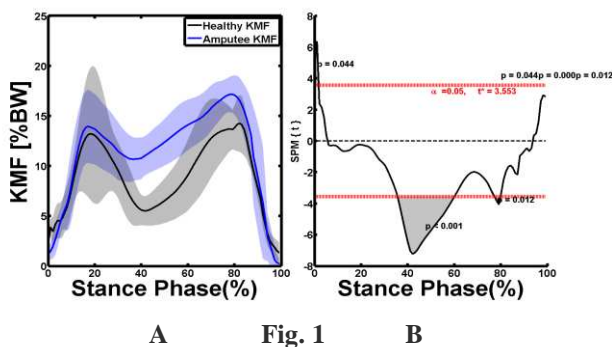 KMF [%BW]
25
20
15
10
5
0
Healthy KMF
Amputee KMF
0 20 40 60 80 100
Stance Phase(%)
SPM { t }
8
6
4
2
0
-2
-4
-6
-8
p = 0.044
p = 0.044p = 0.000p = 0.012
α =0.05, t* = 3.553
= 0.012
p < 0.001
0 20 40 60 80 100
Stance Phase(%)
A Fig. 1 B